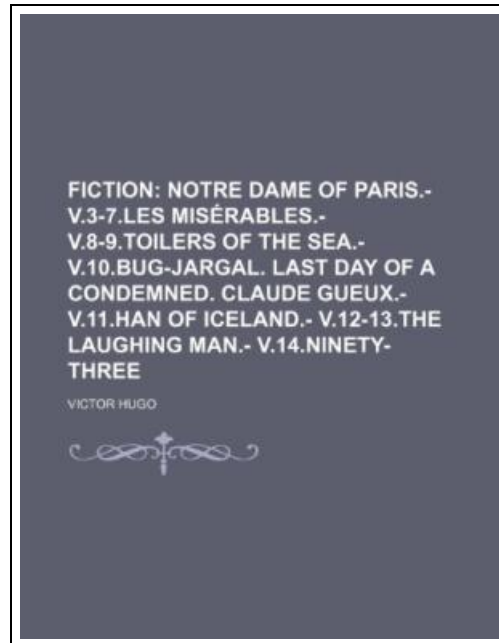 FICTION: NOTRE DAME OF PARIS.-
V.3-7.LES MISÉRABLES.-
V.8-9.TOILERS OF THE SEA.-
V.10.BUG-JARGAL. LAST DAY OF A
CONDEMNED. CLAUDE GUEUX.-
V.11.HAN OF ICELAND.- V.12-13.THE
LAUGHING MAN.- V.14.NINETY-
THREE
VICTOR HUGO